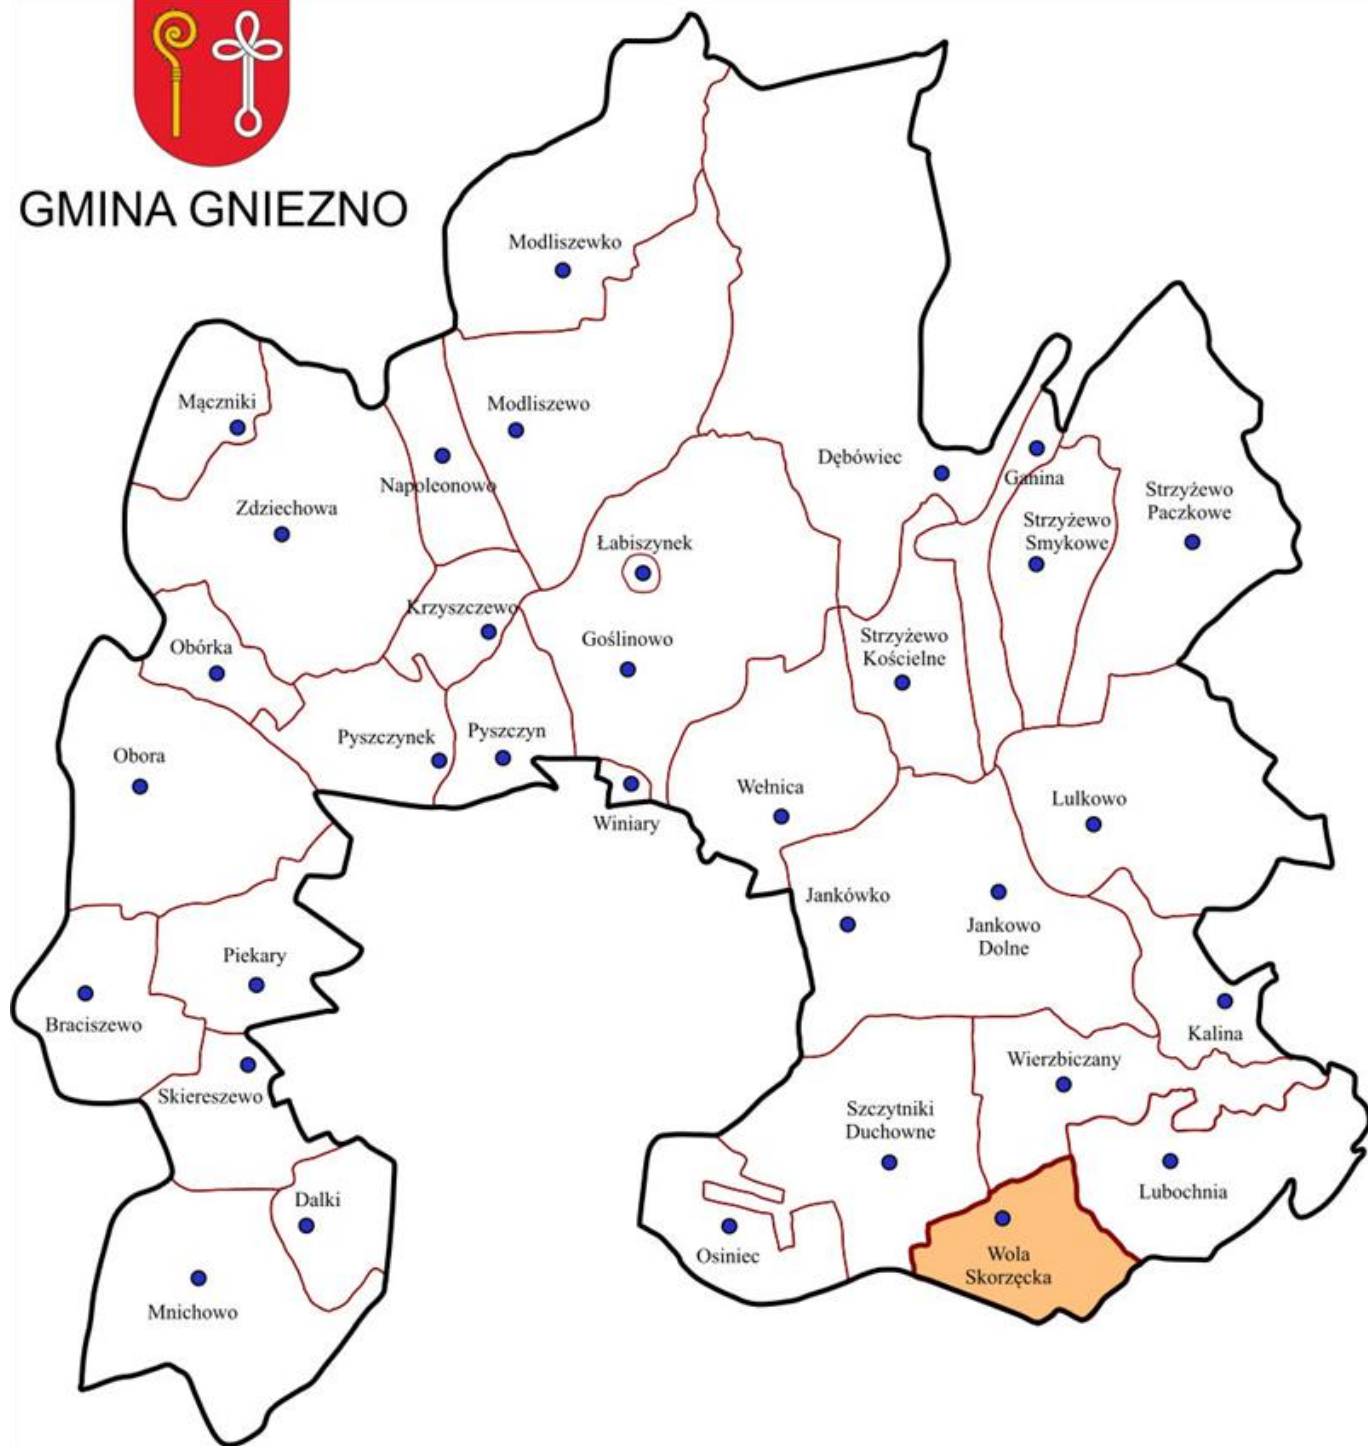 GMINA GNIEZNO
Modliszewko
Mączniki
Modliszewo
Napoleonowo
Dębówiec
Ganina
Strzyżewo
Paczkowe
Zdziechowa
Strzyżewo
Smykowe
Łabiszynek
Krzyszczewo
Obórka
Goślinowo
Strzyżewo
Kościelne
Pyszczynek
Pyszczyn
Obora
Wełnica
Lulkowo
Winiary
Jankówko
Jankowo
Dolne
Piekary
Braciszewo
Kalina
Wierzbiczany
Skiereszewo
Szczytniki
Duchowne
Dalki
Lubochnia
Osiniec
Wola
Skorzęcka
Mnichowo